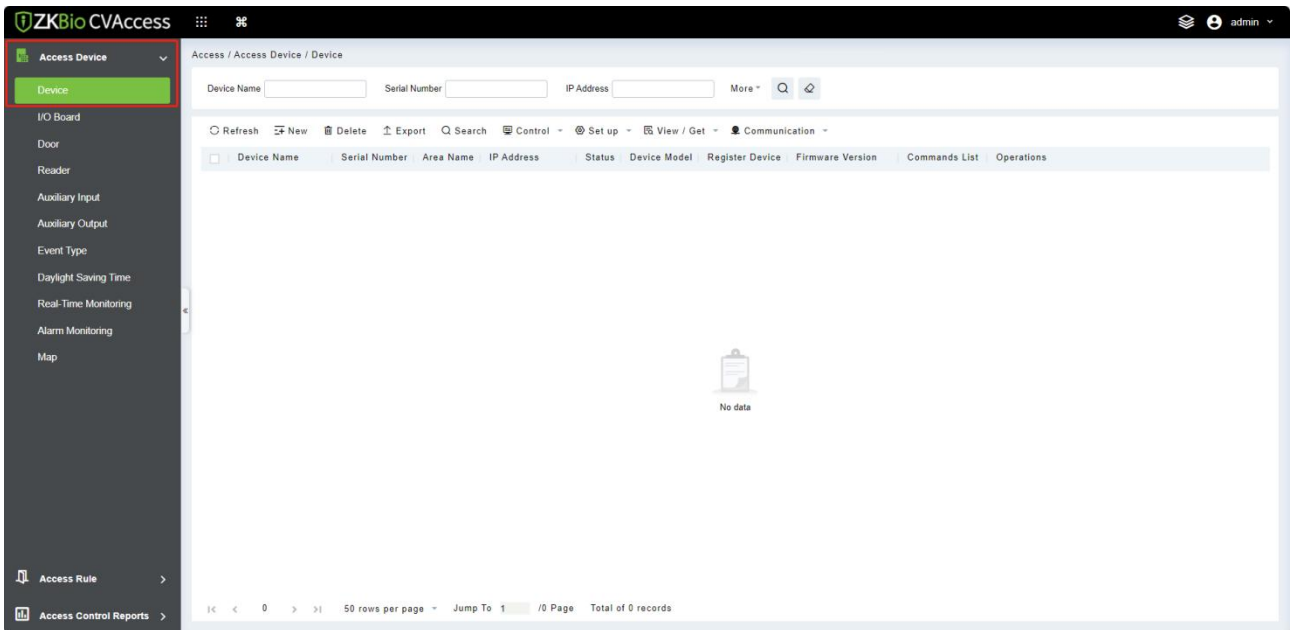 ZKBio CVAccess
admin
Access Device
Device
I/O Board
Door
Reader
Auxiliary Input
Auxiliary Output
Event Type
Daylight Saving Time
Real-Time Monitoring
Alarm Monitoring
Map
Access Rule
Access Control Reports
Access / Access Device / Device
Device Name Serial Number IP Address More
Refresh New Delete Export Search Control Set up View / Get Communication
Device Name Serial Number Area Name IP Address Status Device Model Register Device Firmware Version Commands List Operations
No data
0 50 rows per page Jump To 1 /0 Page Total of 0 records